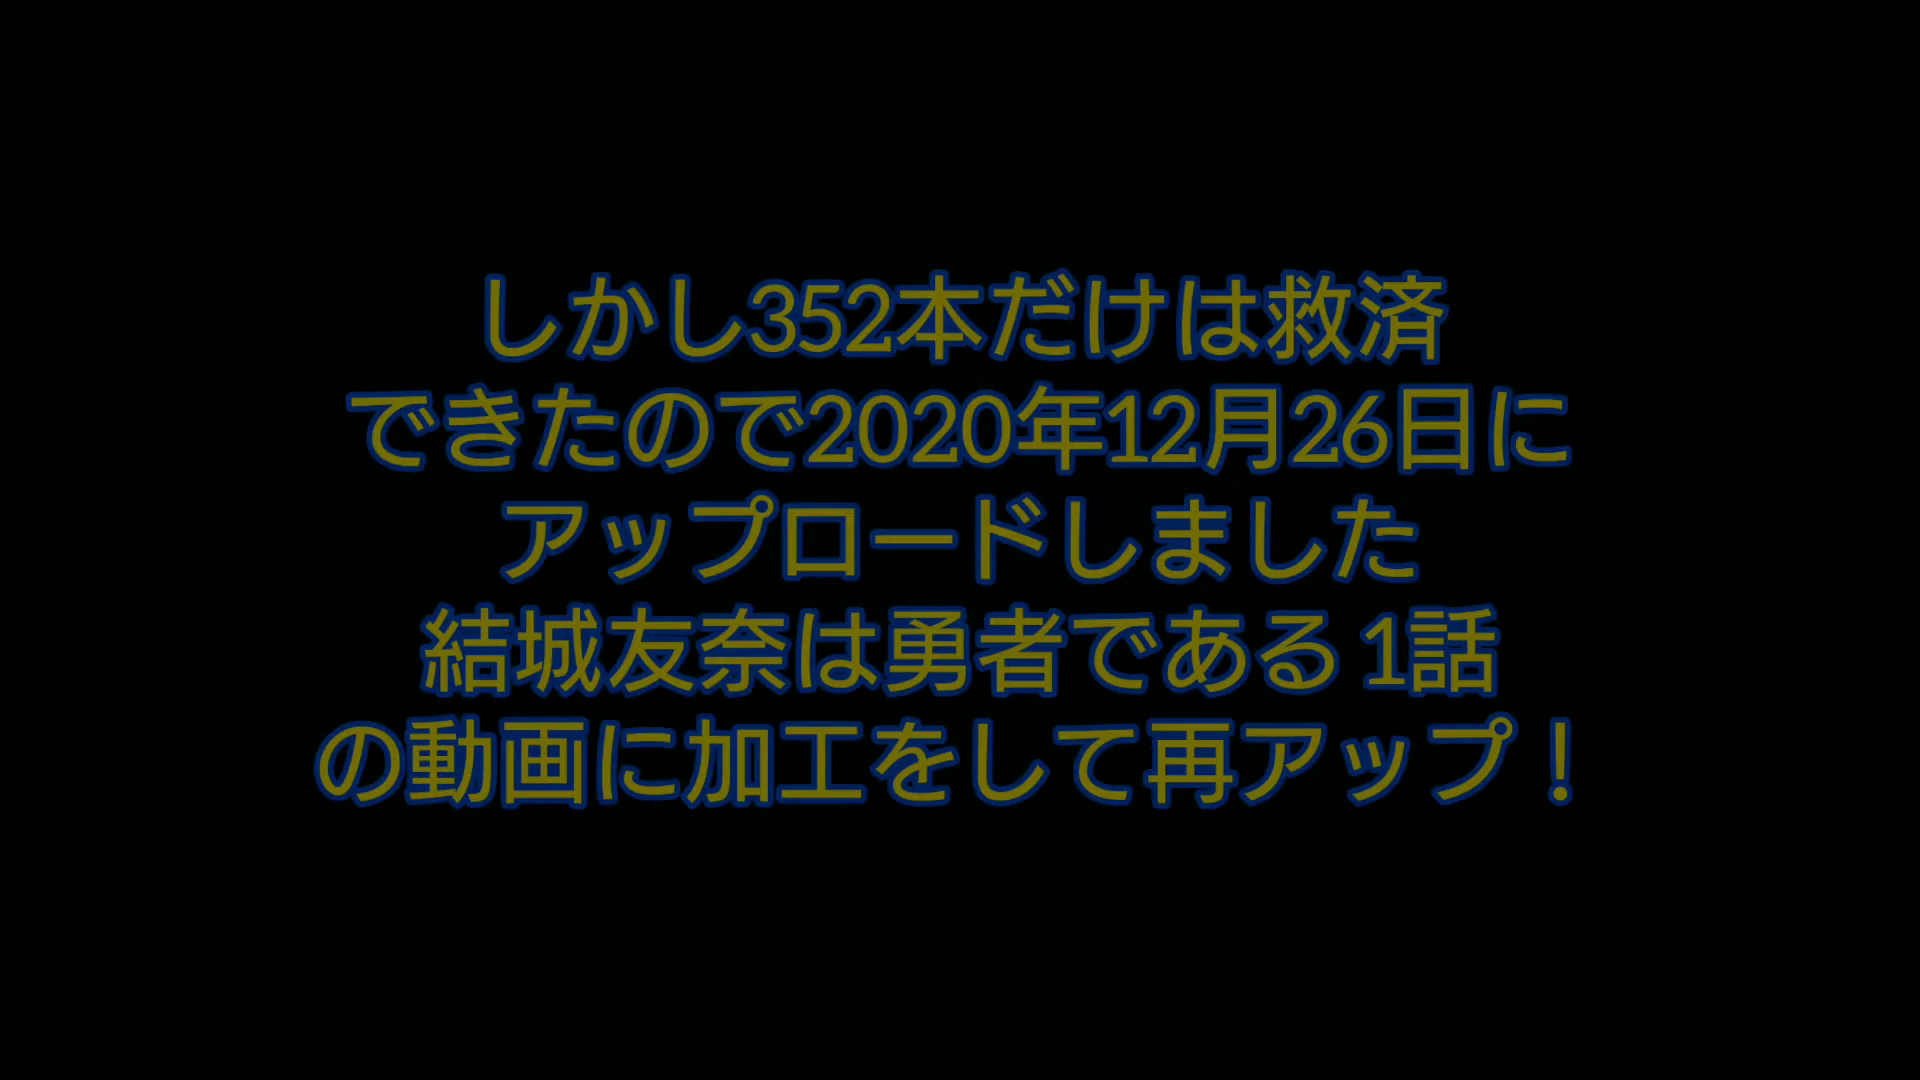 しかし352本だけは救済
できたので2020年12月26日に
アップロードしました
結城友奈は勇者である 1話
の動画に加工をして再アップ！